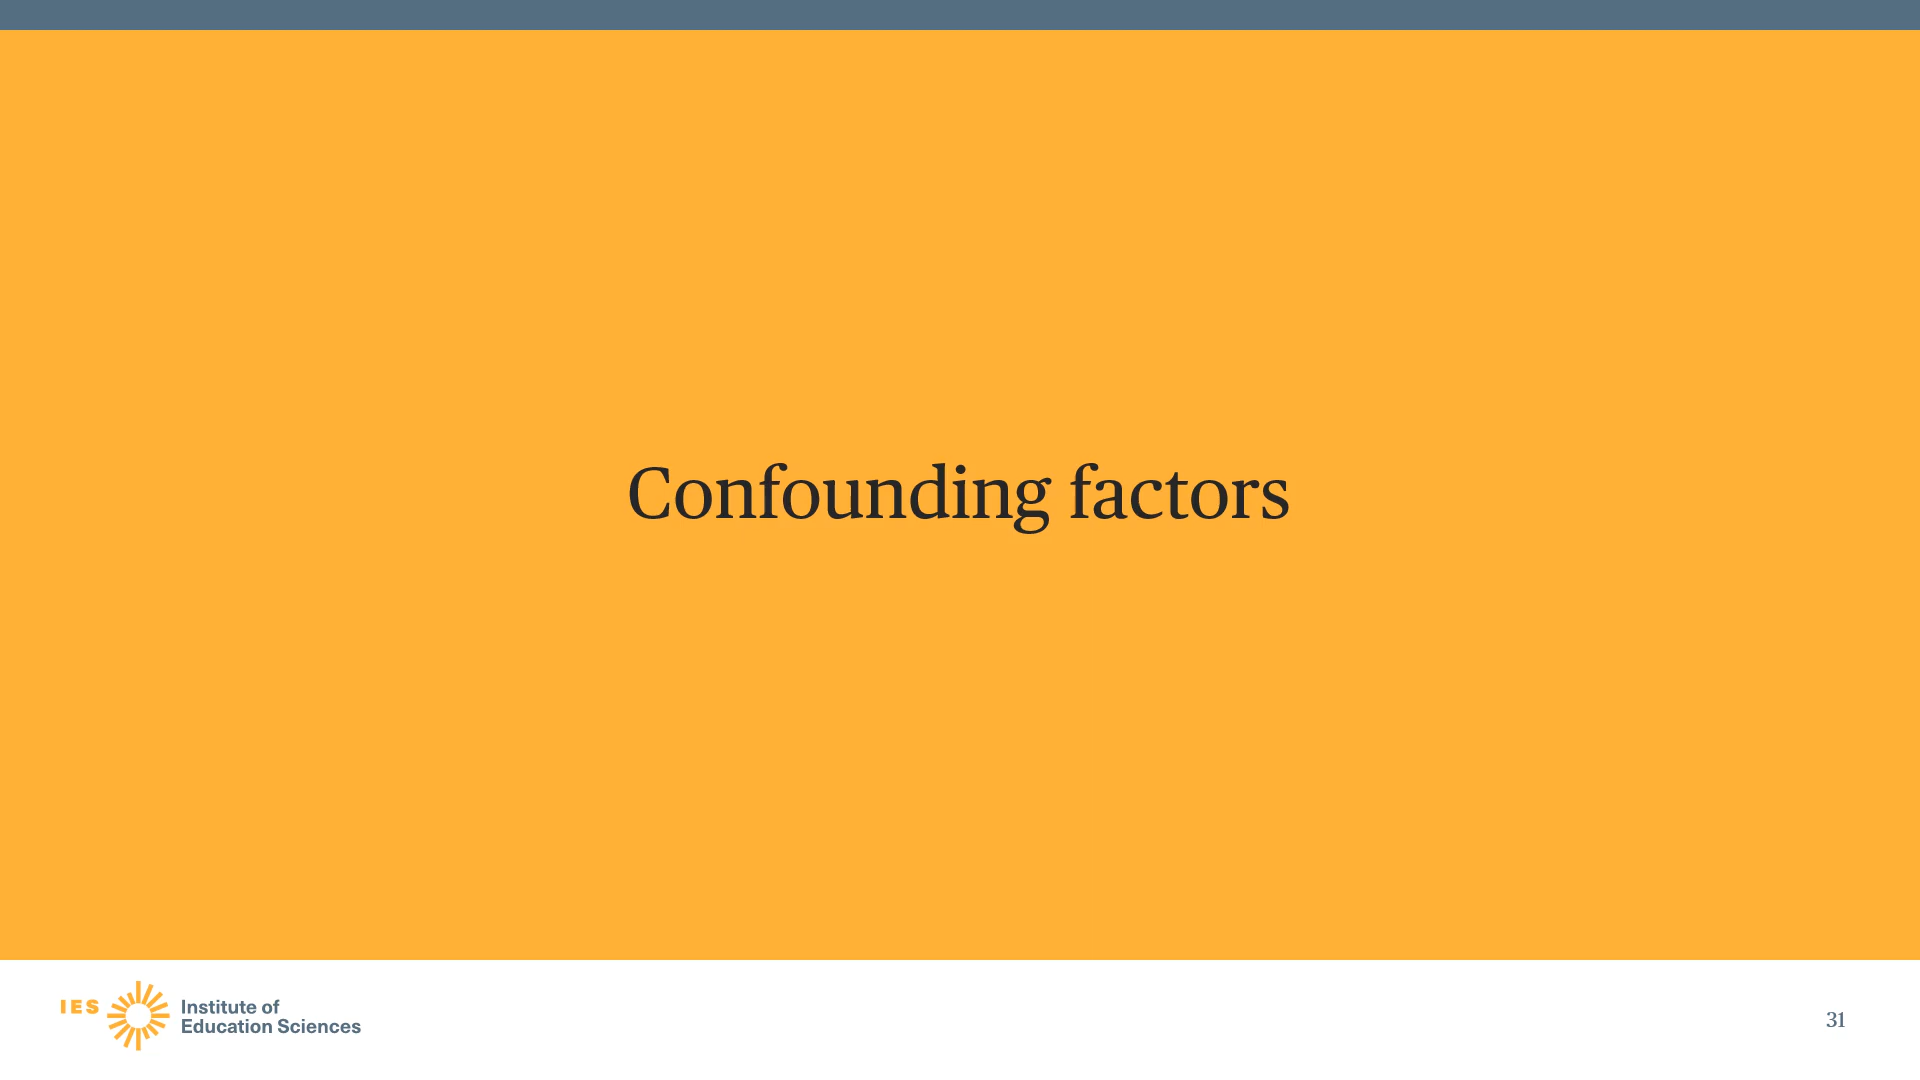 Confounding factors
IES
Institute of
Education Sciences
31